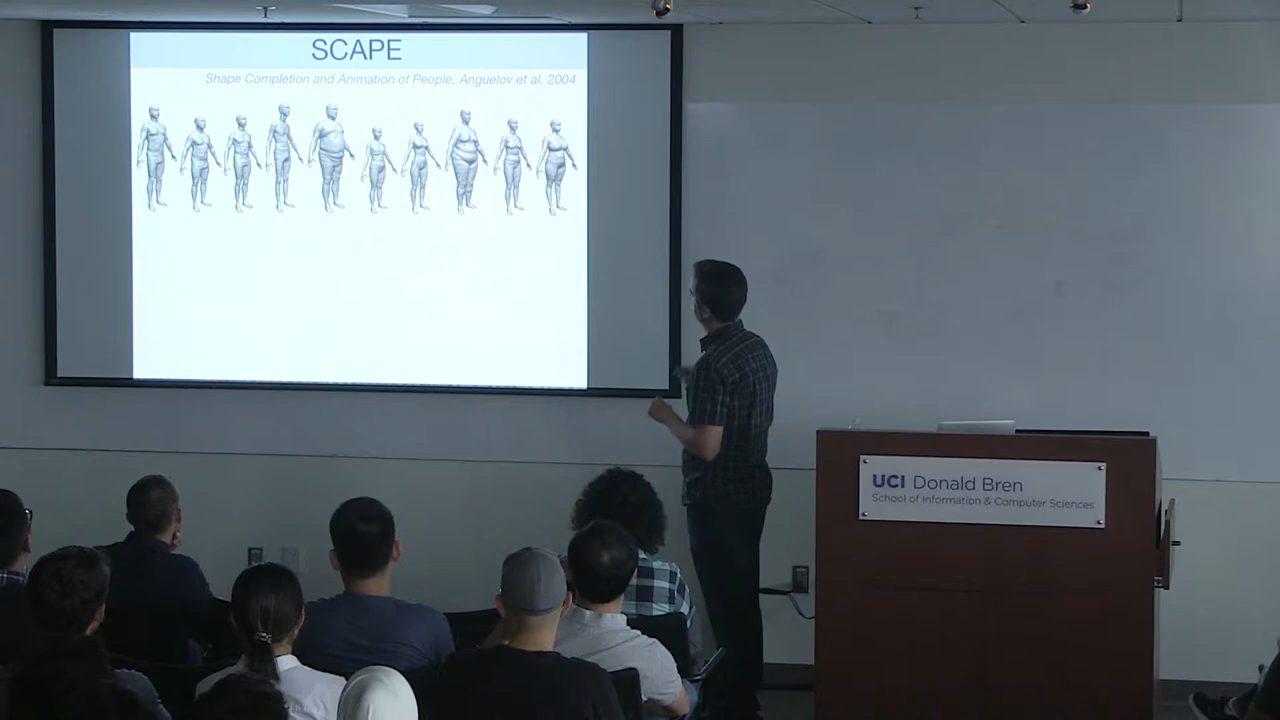 SCAPE
Shape Completion and Animation of People, Anguelov et al. 2004
UCI Donald Bren
School of Information & Computer Sciences